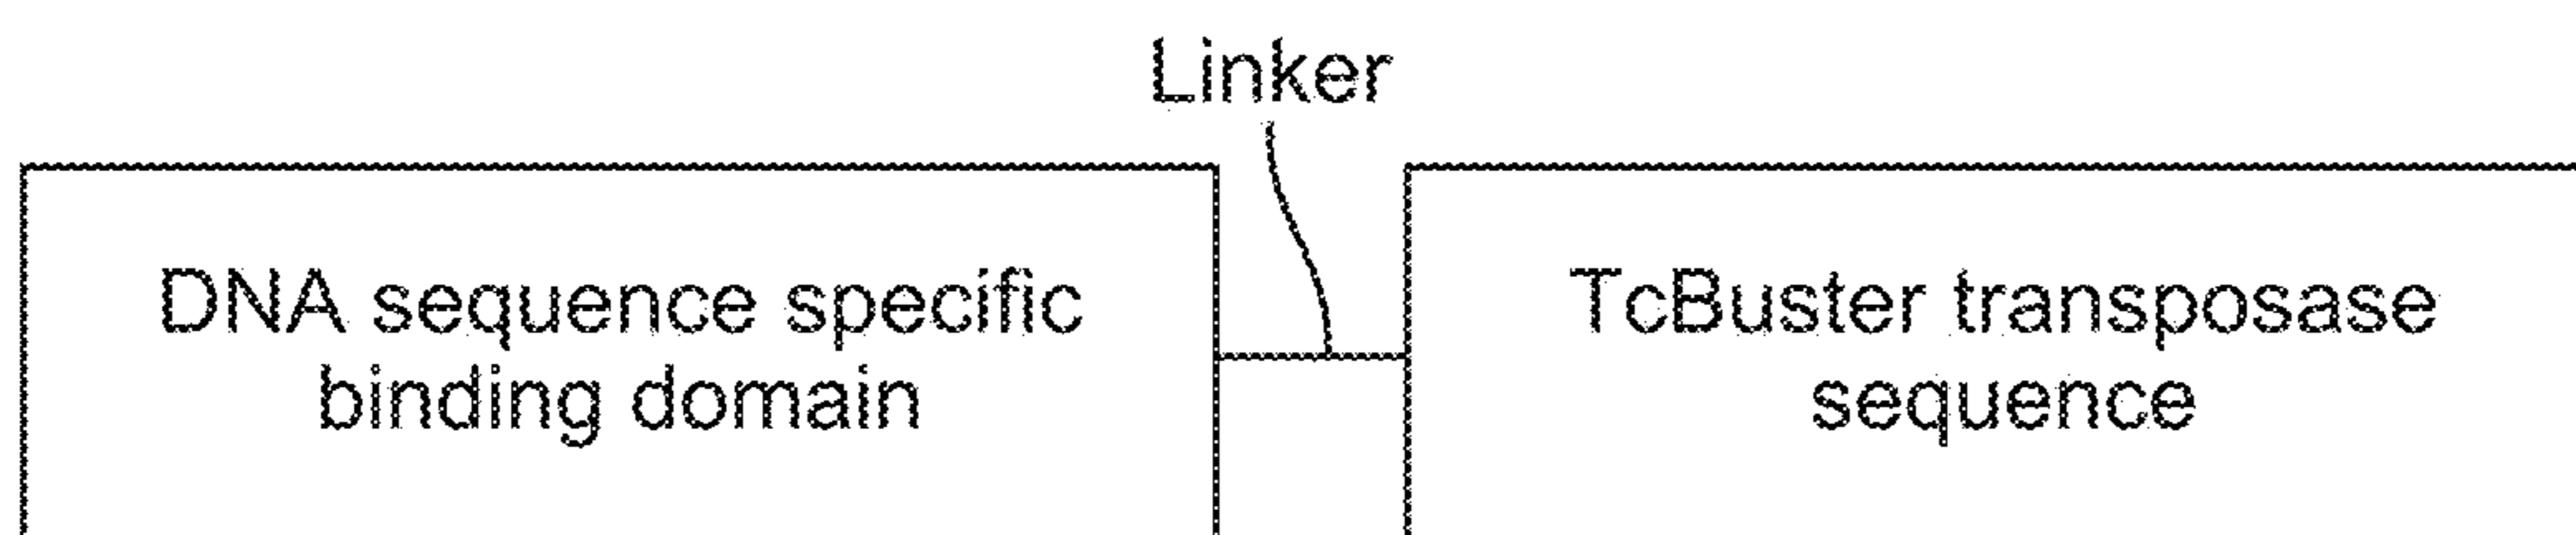 Linker
DNA sequence specific
binding domain
TcBuster transposase
sequence